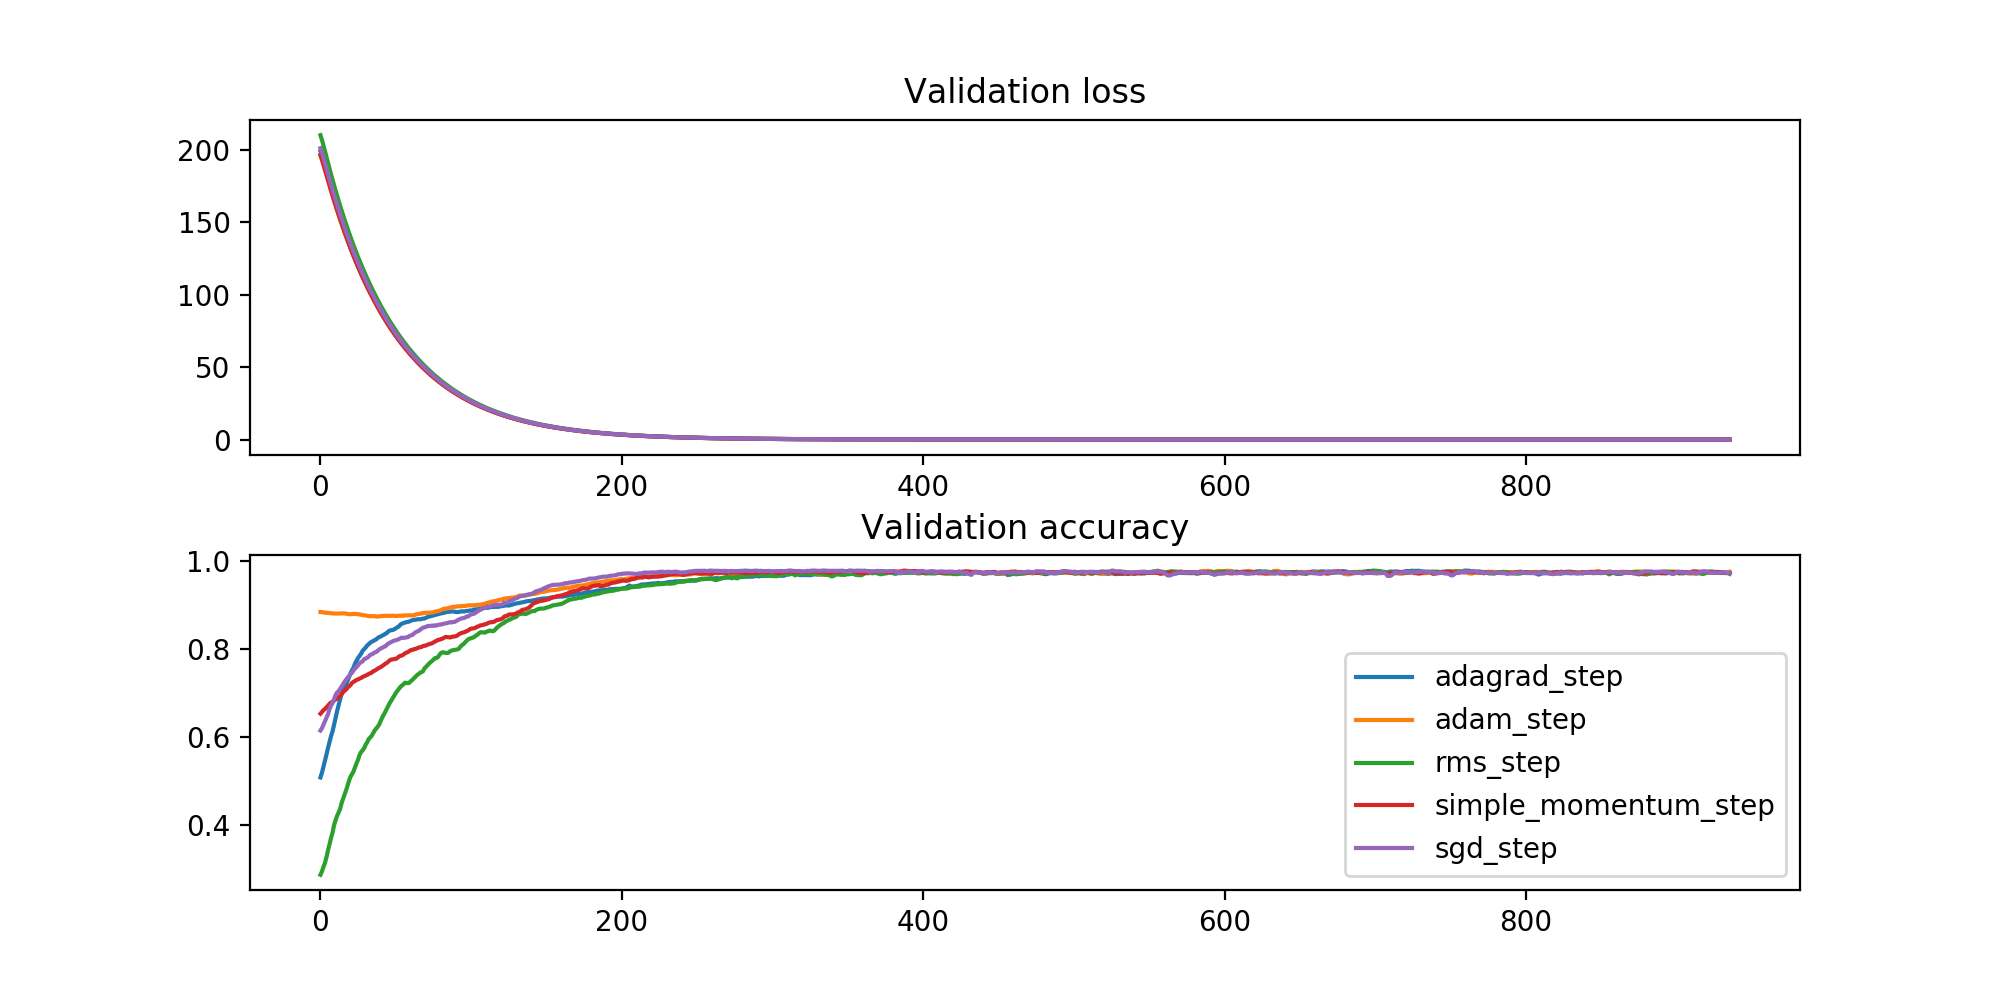 Validation loss
200
150
100
50
0
0 200 400 600 800
Validation accuracy
1.0
0.8
0.6
0.4
0 200 400 600 800
adagrad_step
adam_step
rms_step
simple_momentum_step
sgd_step